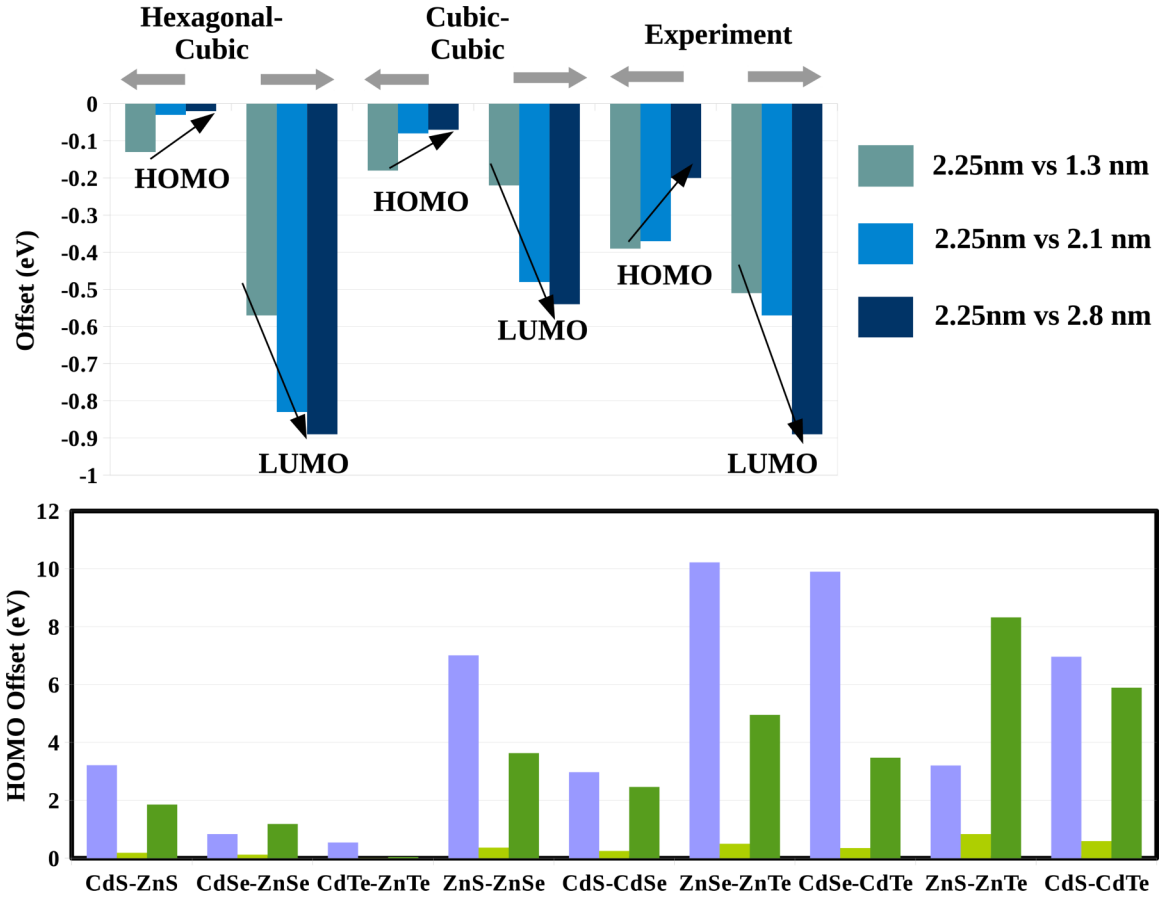 Hexagonal-
Cubic
Cubic-
Cubic
Experiment
0
-0.1
-0.2
-0.3
-0.4
-0.5
-0.6
-0.7
-0.8
-0.9
-1
Offset (eV)
HOMO
LUMO
HOMO
LUMO
HOMO
LUMO
2.25nm vs 1.3 nm
2.25nm vs 2.1 nm
2.25nm vs 2.8 nm
12
10
8
6
4
2
0
HOMO Offset (eV)
CdS-ZnS CdSe-ZnSe CdTe-ZnTe ZnS-ZnSe CdS-CdSe ZnSe-ZnTe CdSe-CdTe ZnS-ZnTe CdS-CdTe